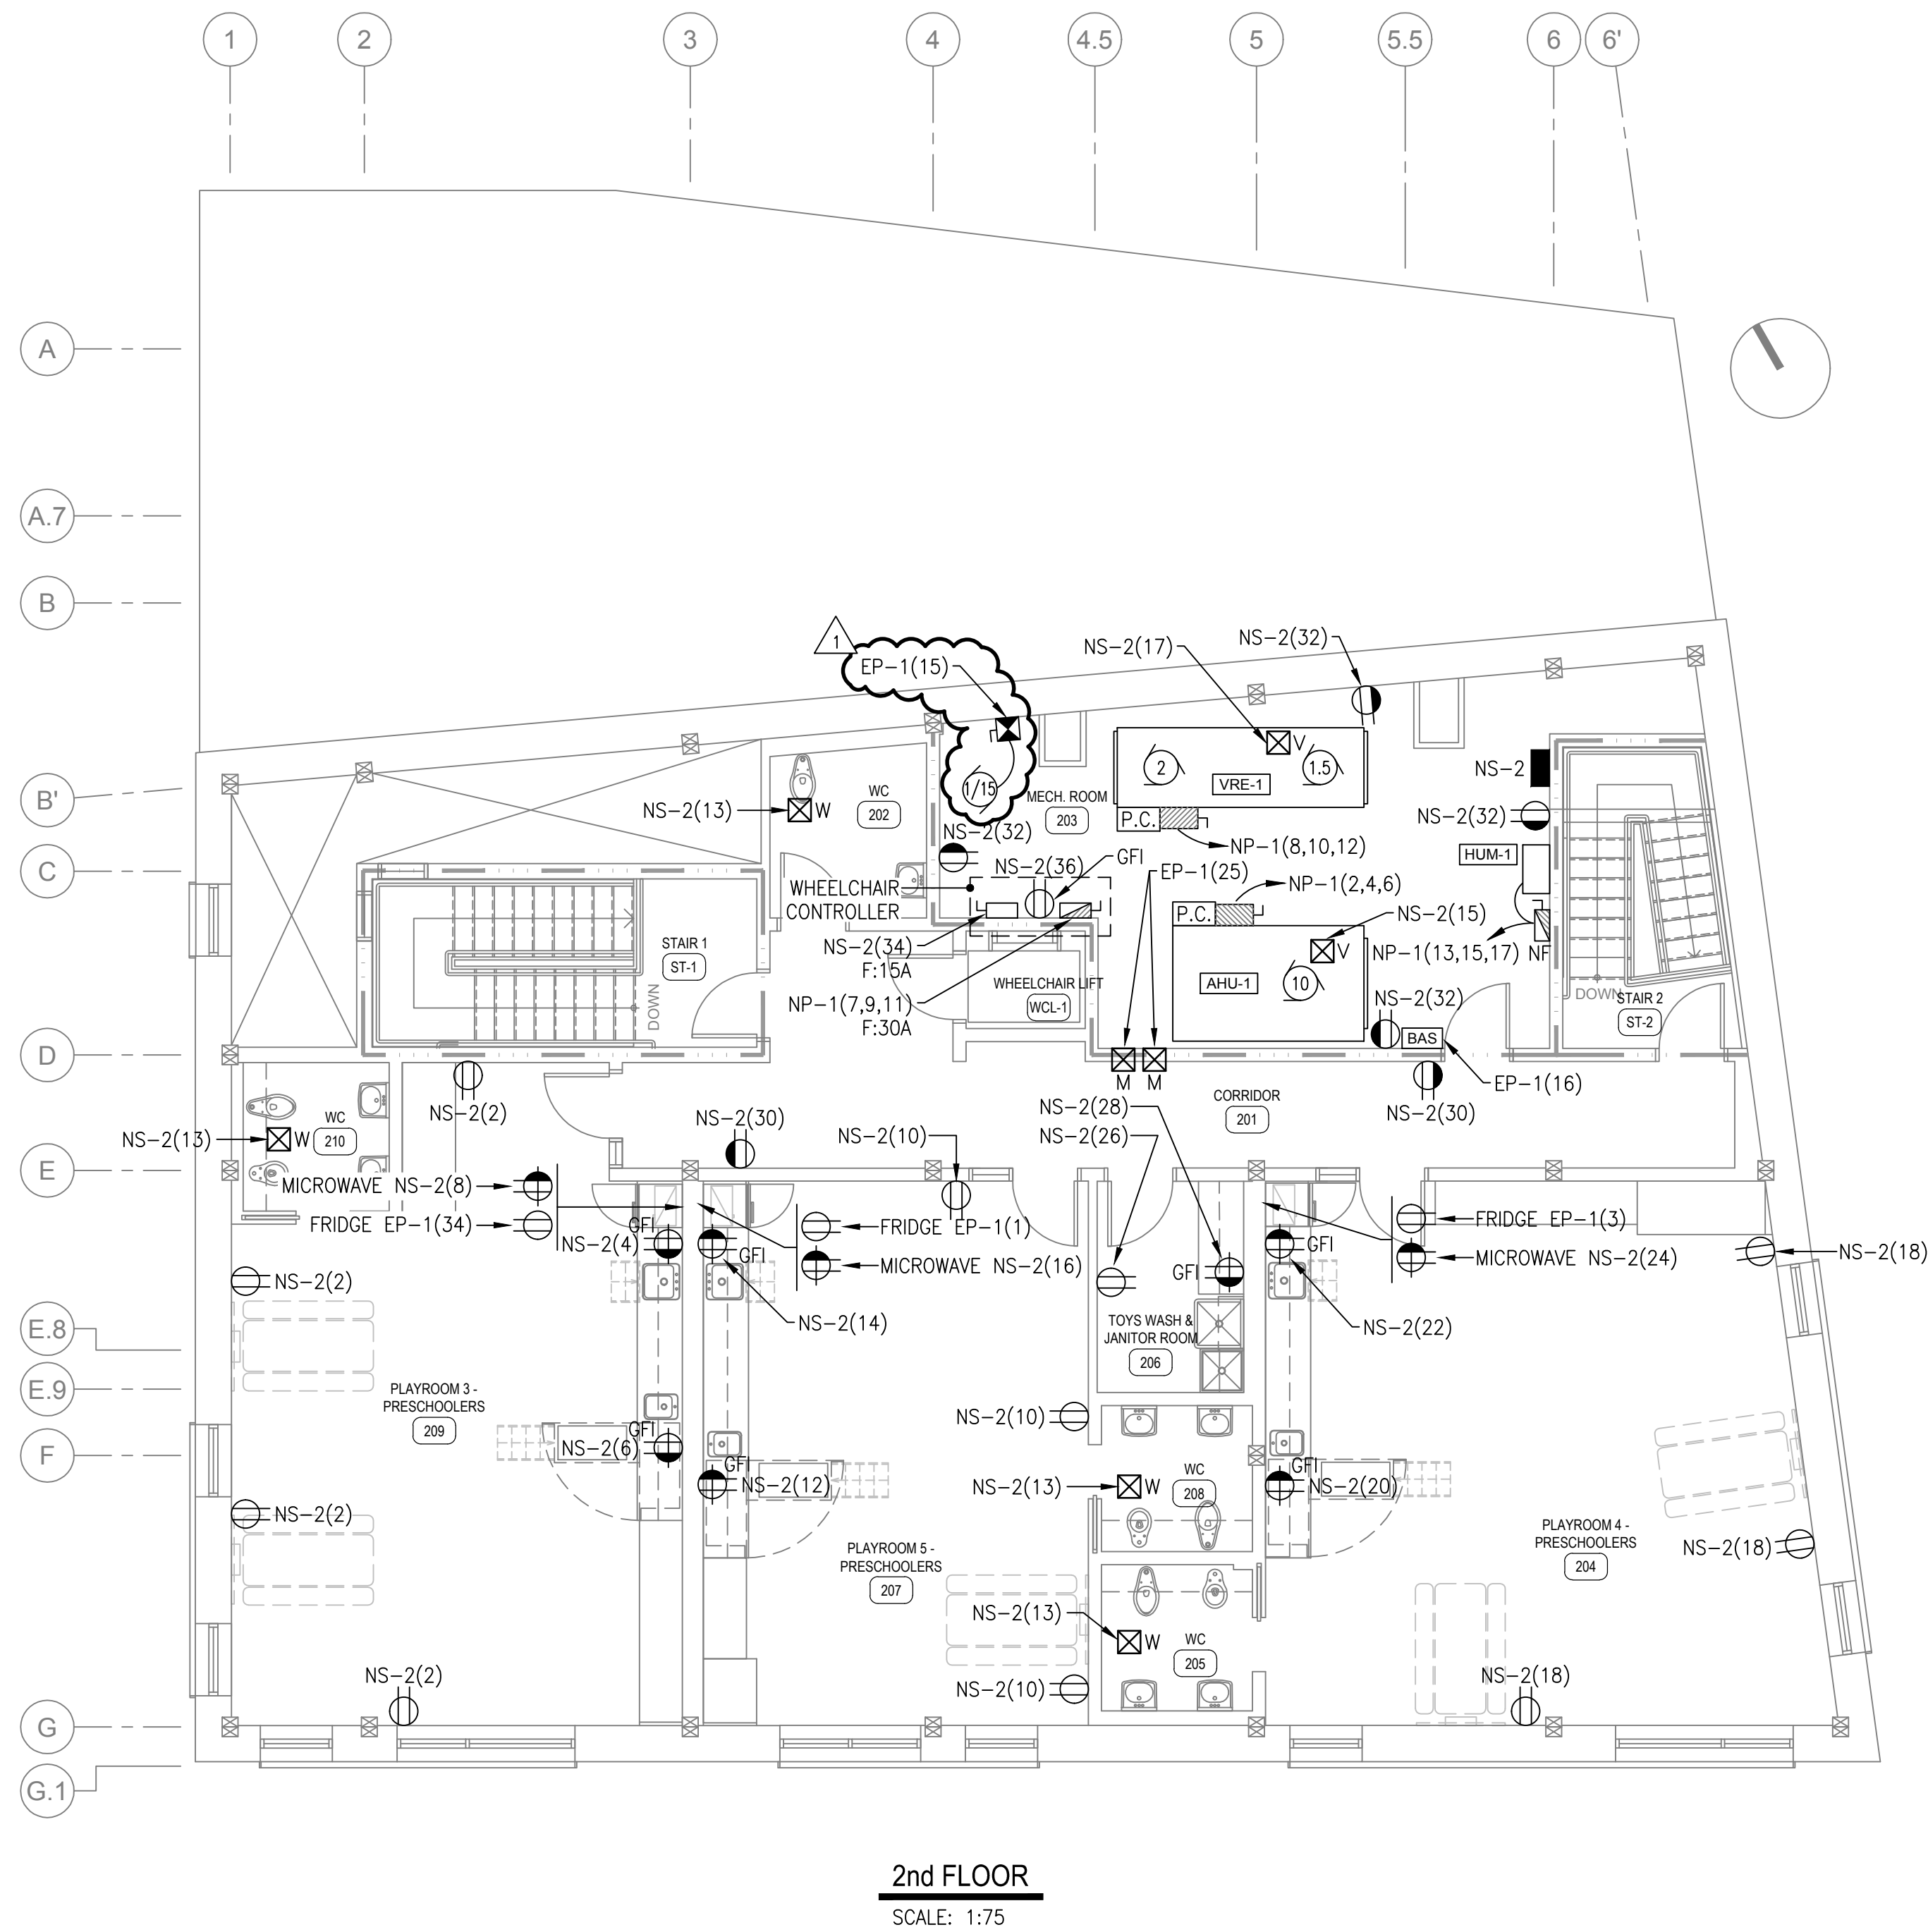 1
2
3
4
4.5
5
5.5
6
6'
A
A.7
B
B'
C
D
E
E.8
E.9
F
G
G.1
1
EP-1(15)
1/15
NS-2(17)
NS-2(32)
2
V
1.5
VRE-1
P.C.
NP-1(8,10,12)
MECH. ROOM
203
NS-2(32)
NS-2
NS-2(32)
HUM-1
NP-1(13,15,17) NF
NS-2(13)
W
WC
202
NS-2(36)
GFI
EP-1(25)
NP-1(2,4,6)
WHEELCHAIR
CONTROLLER
P.C.
NS-2(15)
V
AHU-1
10
NS-2(34)
F:15A
NP-1(7,9,11)
F:30A
WHEELCHAIR LIFT
WCL-1
STAIR 1
ST-1
DOWN
DOWN
STAIR 2
ST-2
NS-2(32)
BAS
EP-1(16)
M
M
NS-2(30)
CORRIDOR
201
NS-2(28)
NS-2(26)
NS-2(2)
NS-2(30)
NS-2(10)
WC
210
NS-2(13)
W
MICROWAVE NS-2(8)
FRIDGE EP-1(34)
GFI
NS-2(4)
GFI
FRIDGE EP-1(1)
MICROWAVE NS-2(16)
GFI
GFI
FRIDGE EP-1(3)
MICROWAVE NS-2(24)
NS-2(18)
NS-2(2)
NS-2(14)
TOYS WASH &
JANITOR ROOM
206
NS-2(22)
PLAYROOM 3 -
PRESCHOOLERS
209
NS-2(10)
GFI
NS-2(6)
GFI
NS-2(12)
NS-2(13)
W
WC
208
GFI
NS-2(20)
NS-2(2)
PLAYROOM 5 -
PRESCHOOLERS
207
PLAYROOM 4 -
PRESCHOOLERS
204
NS-2(18)
NS-2(13)
W
WC
205
NS-2(2)
NS-2(10)
NS-2(18)
2nd FLOOR
SCALE: 1:75